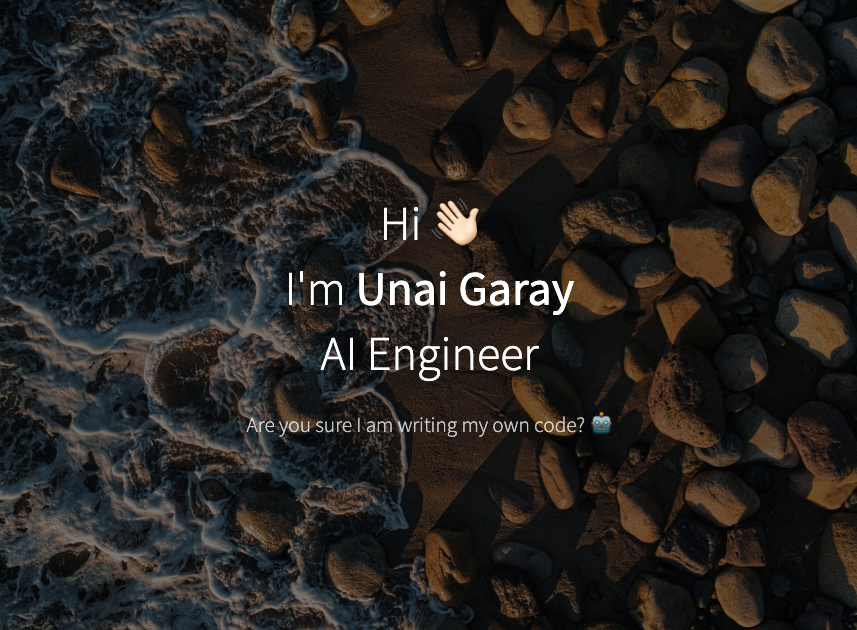 Hi 👋🏻
I'm Unai Garay
AI Engineer
Are you sure I am writing my own code? 🤖